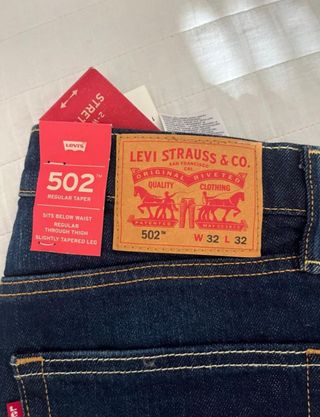 STRE
Levi's
502™
REGULAR TAPER
SITS BELOW WAIST
REGULAR
THROUGH THIGH
SLIGHTLY TAPERED LEG
LEVI STRAUSS & CO.
SAN FRANCISCO
CAL
ORIGINAL RIVETED
QUALITY CLOTHING
502™ W 32 L 32